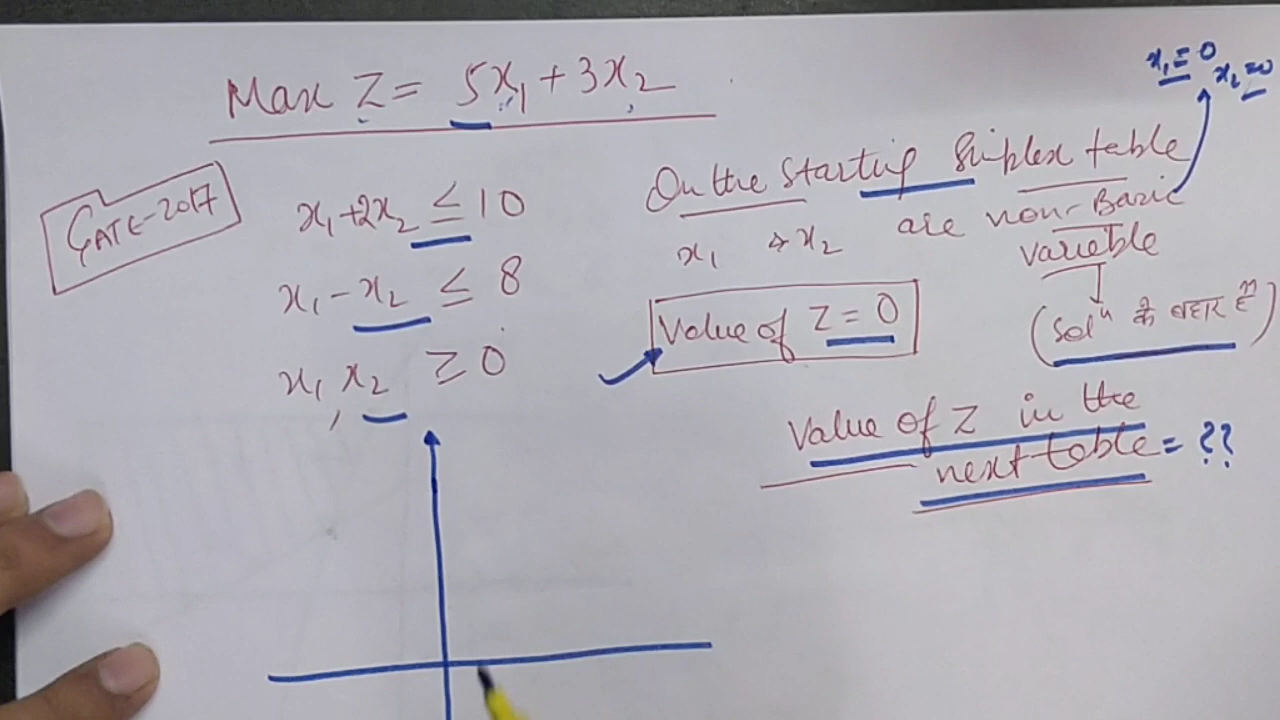 Max Z = 5x₁ + 3x₂
GATE-2017
x₁+2x₂ ≤ 10
x₁ - x₂ ≤ 8
x₁, x₂ ≥ 0
x₁ = 0 x₂ = 0
On the starting Simplex table
x₁ & x₂ are non-Basic
variable
(Solⁿ के बाहर है)
Value of Z = 0
Value of Z in the
next table = ??